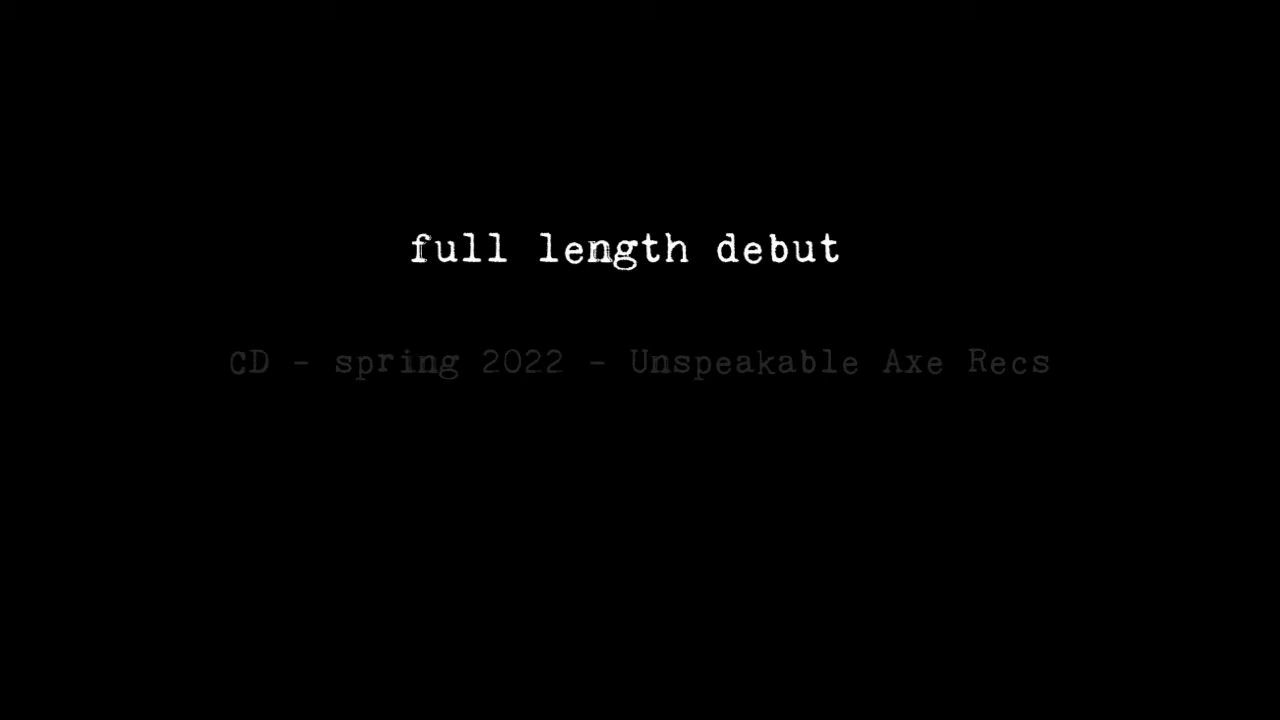 full length debut
CD - spring 2022 - Unspeakable Axe Recs